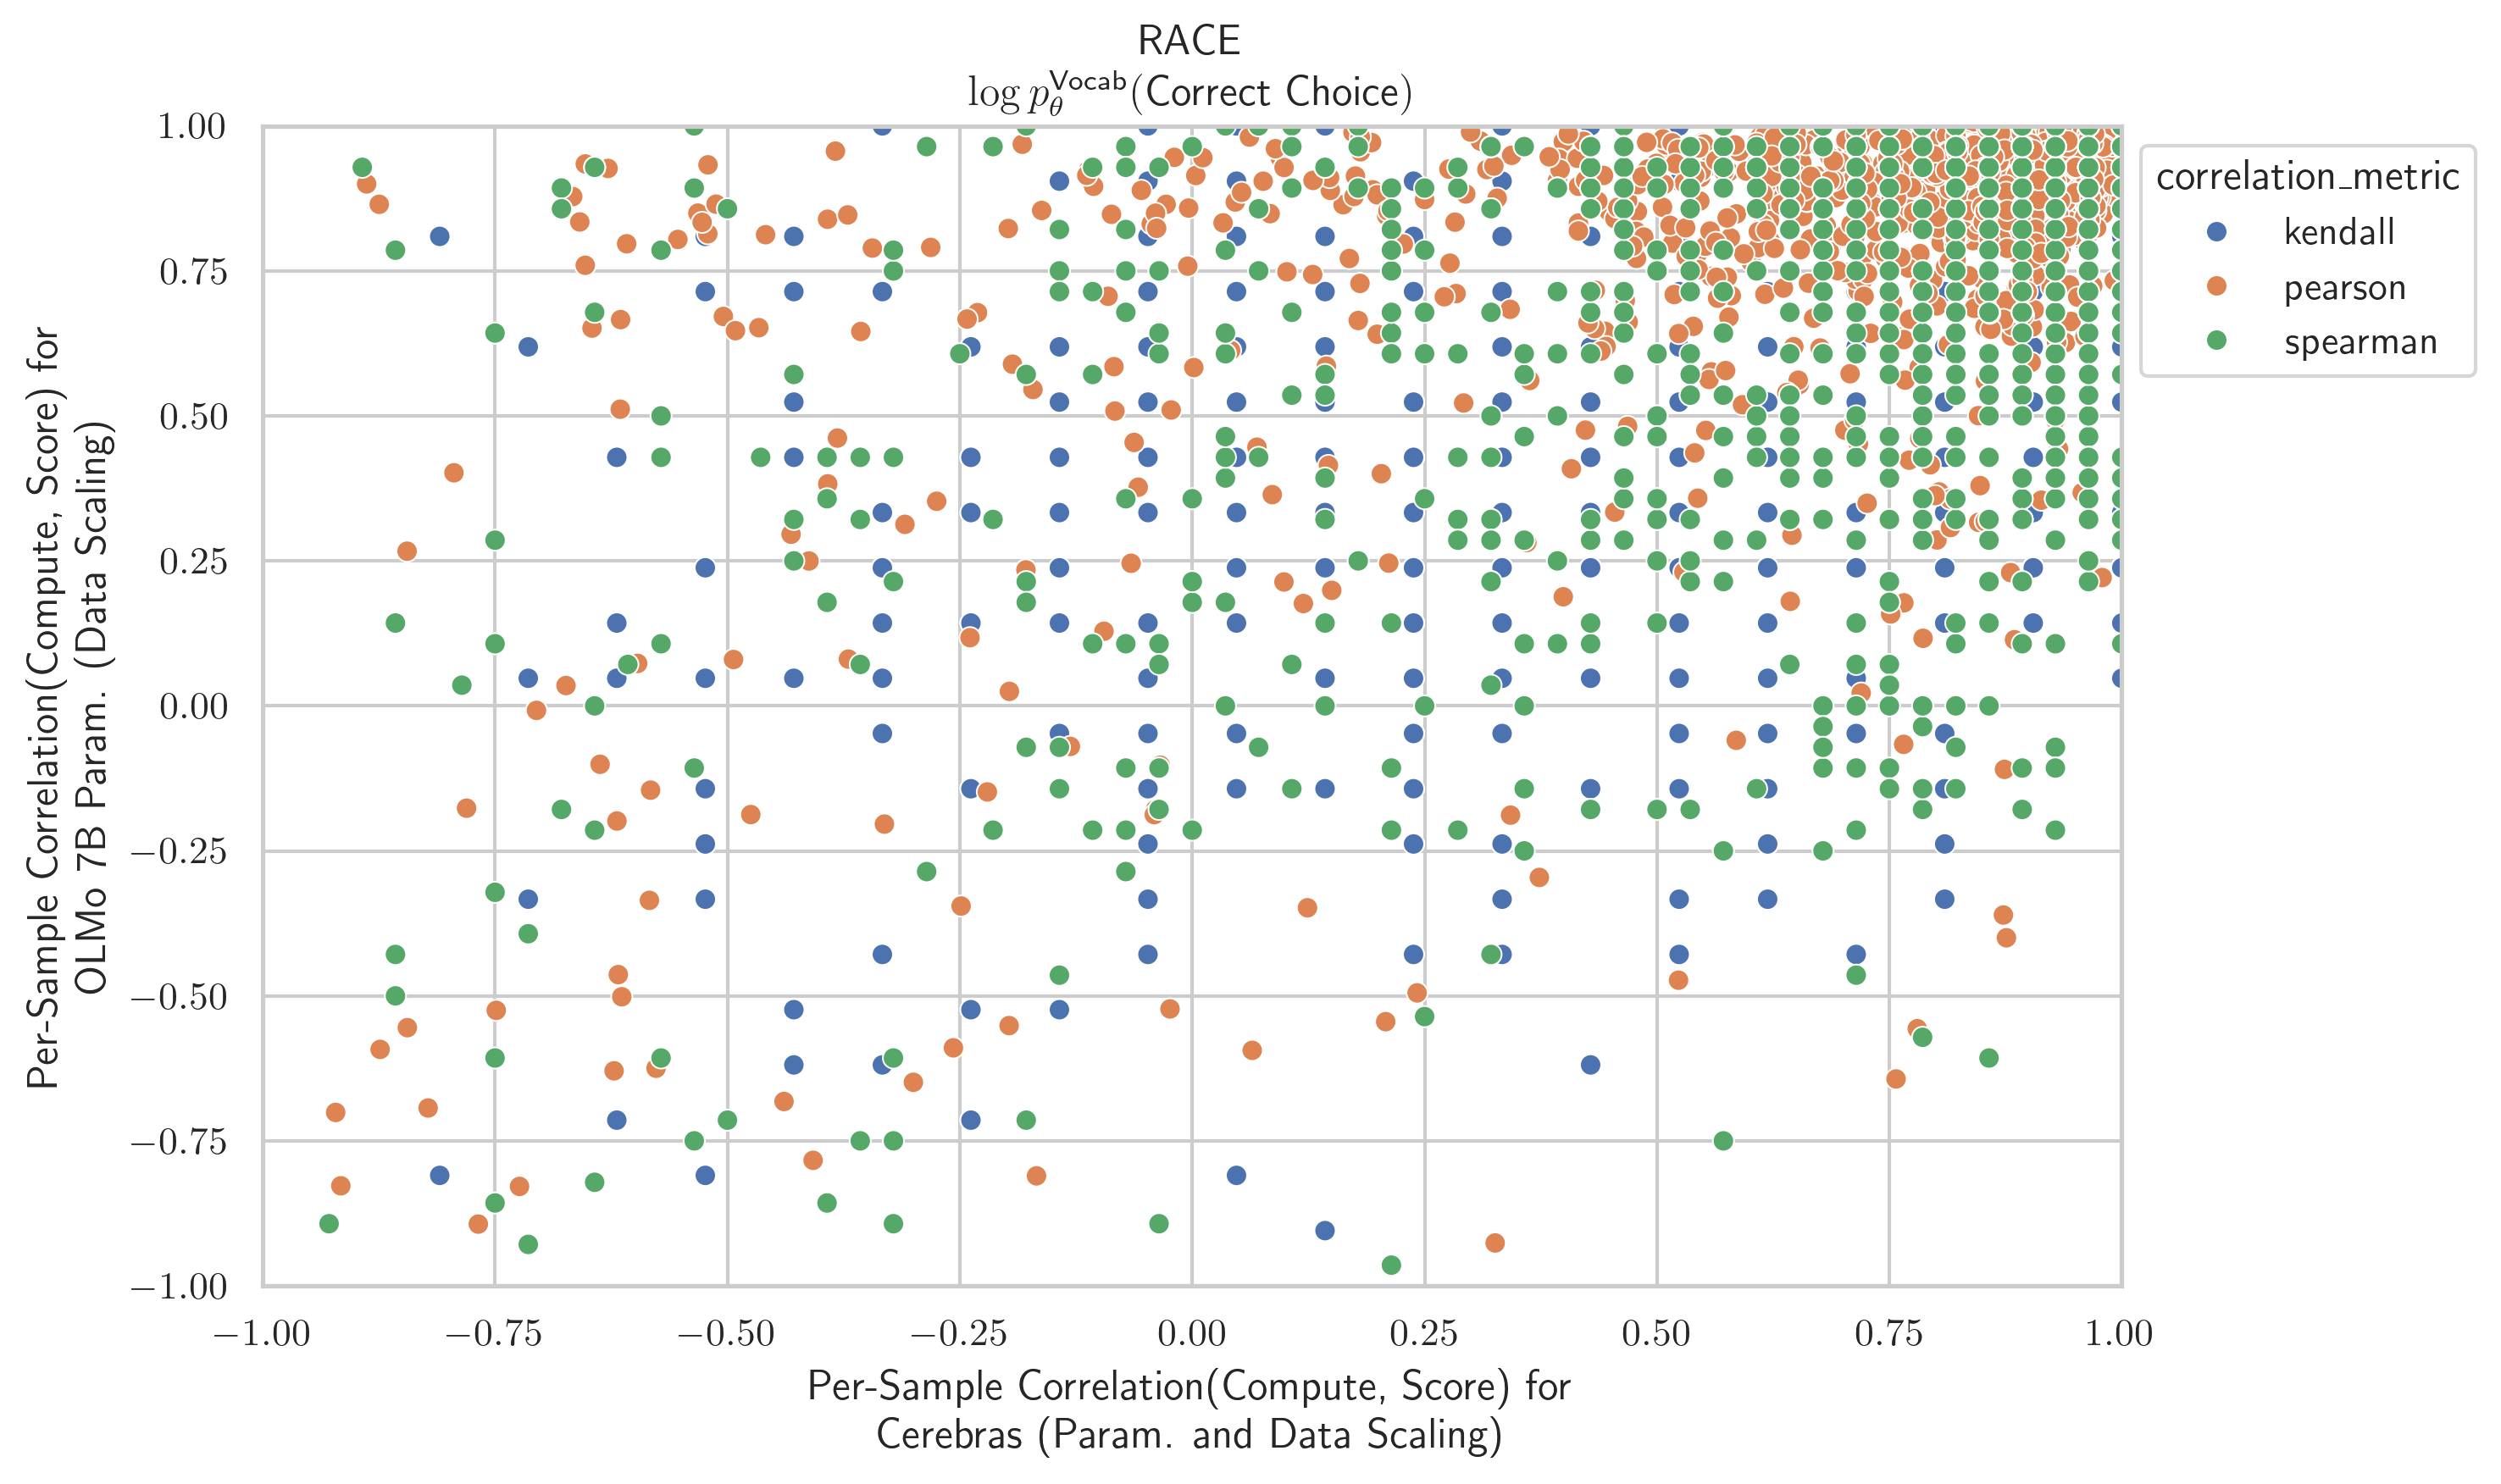 RACE
log p_θ^Vocab(Correct Choice)
Per-Sample Correlation(Compute, Score) for
OLMo 7B Param. (Data Scaling)
1.00
0.75
0.50
0.25
0.00
−0.25
−0.50
−0.75
−1.00
correlation_metric
kendall
pearson
spearman
−1.00 −0.75 −0.50 −0.25 0.00 0.25 0.50 0.75 1.00
Per-Sample Correlation(Compute, Score) for
Cerebras (Param. and Data Scaling)